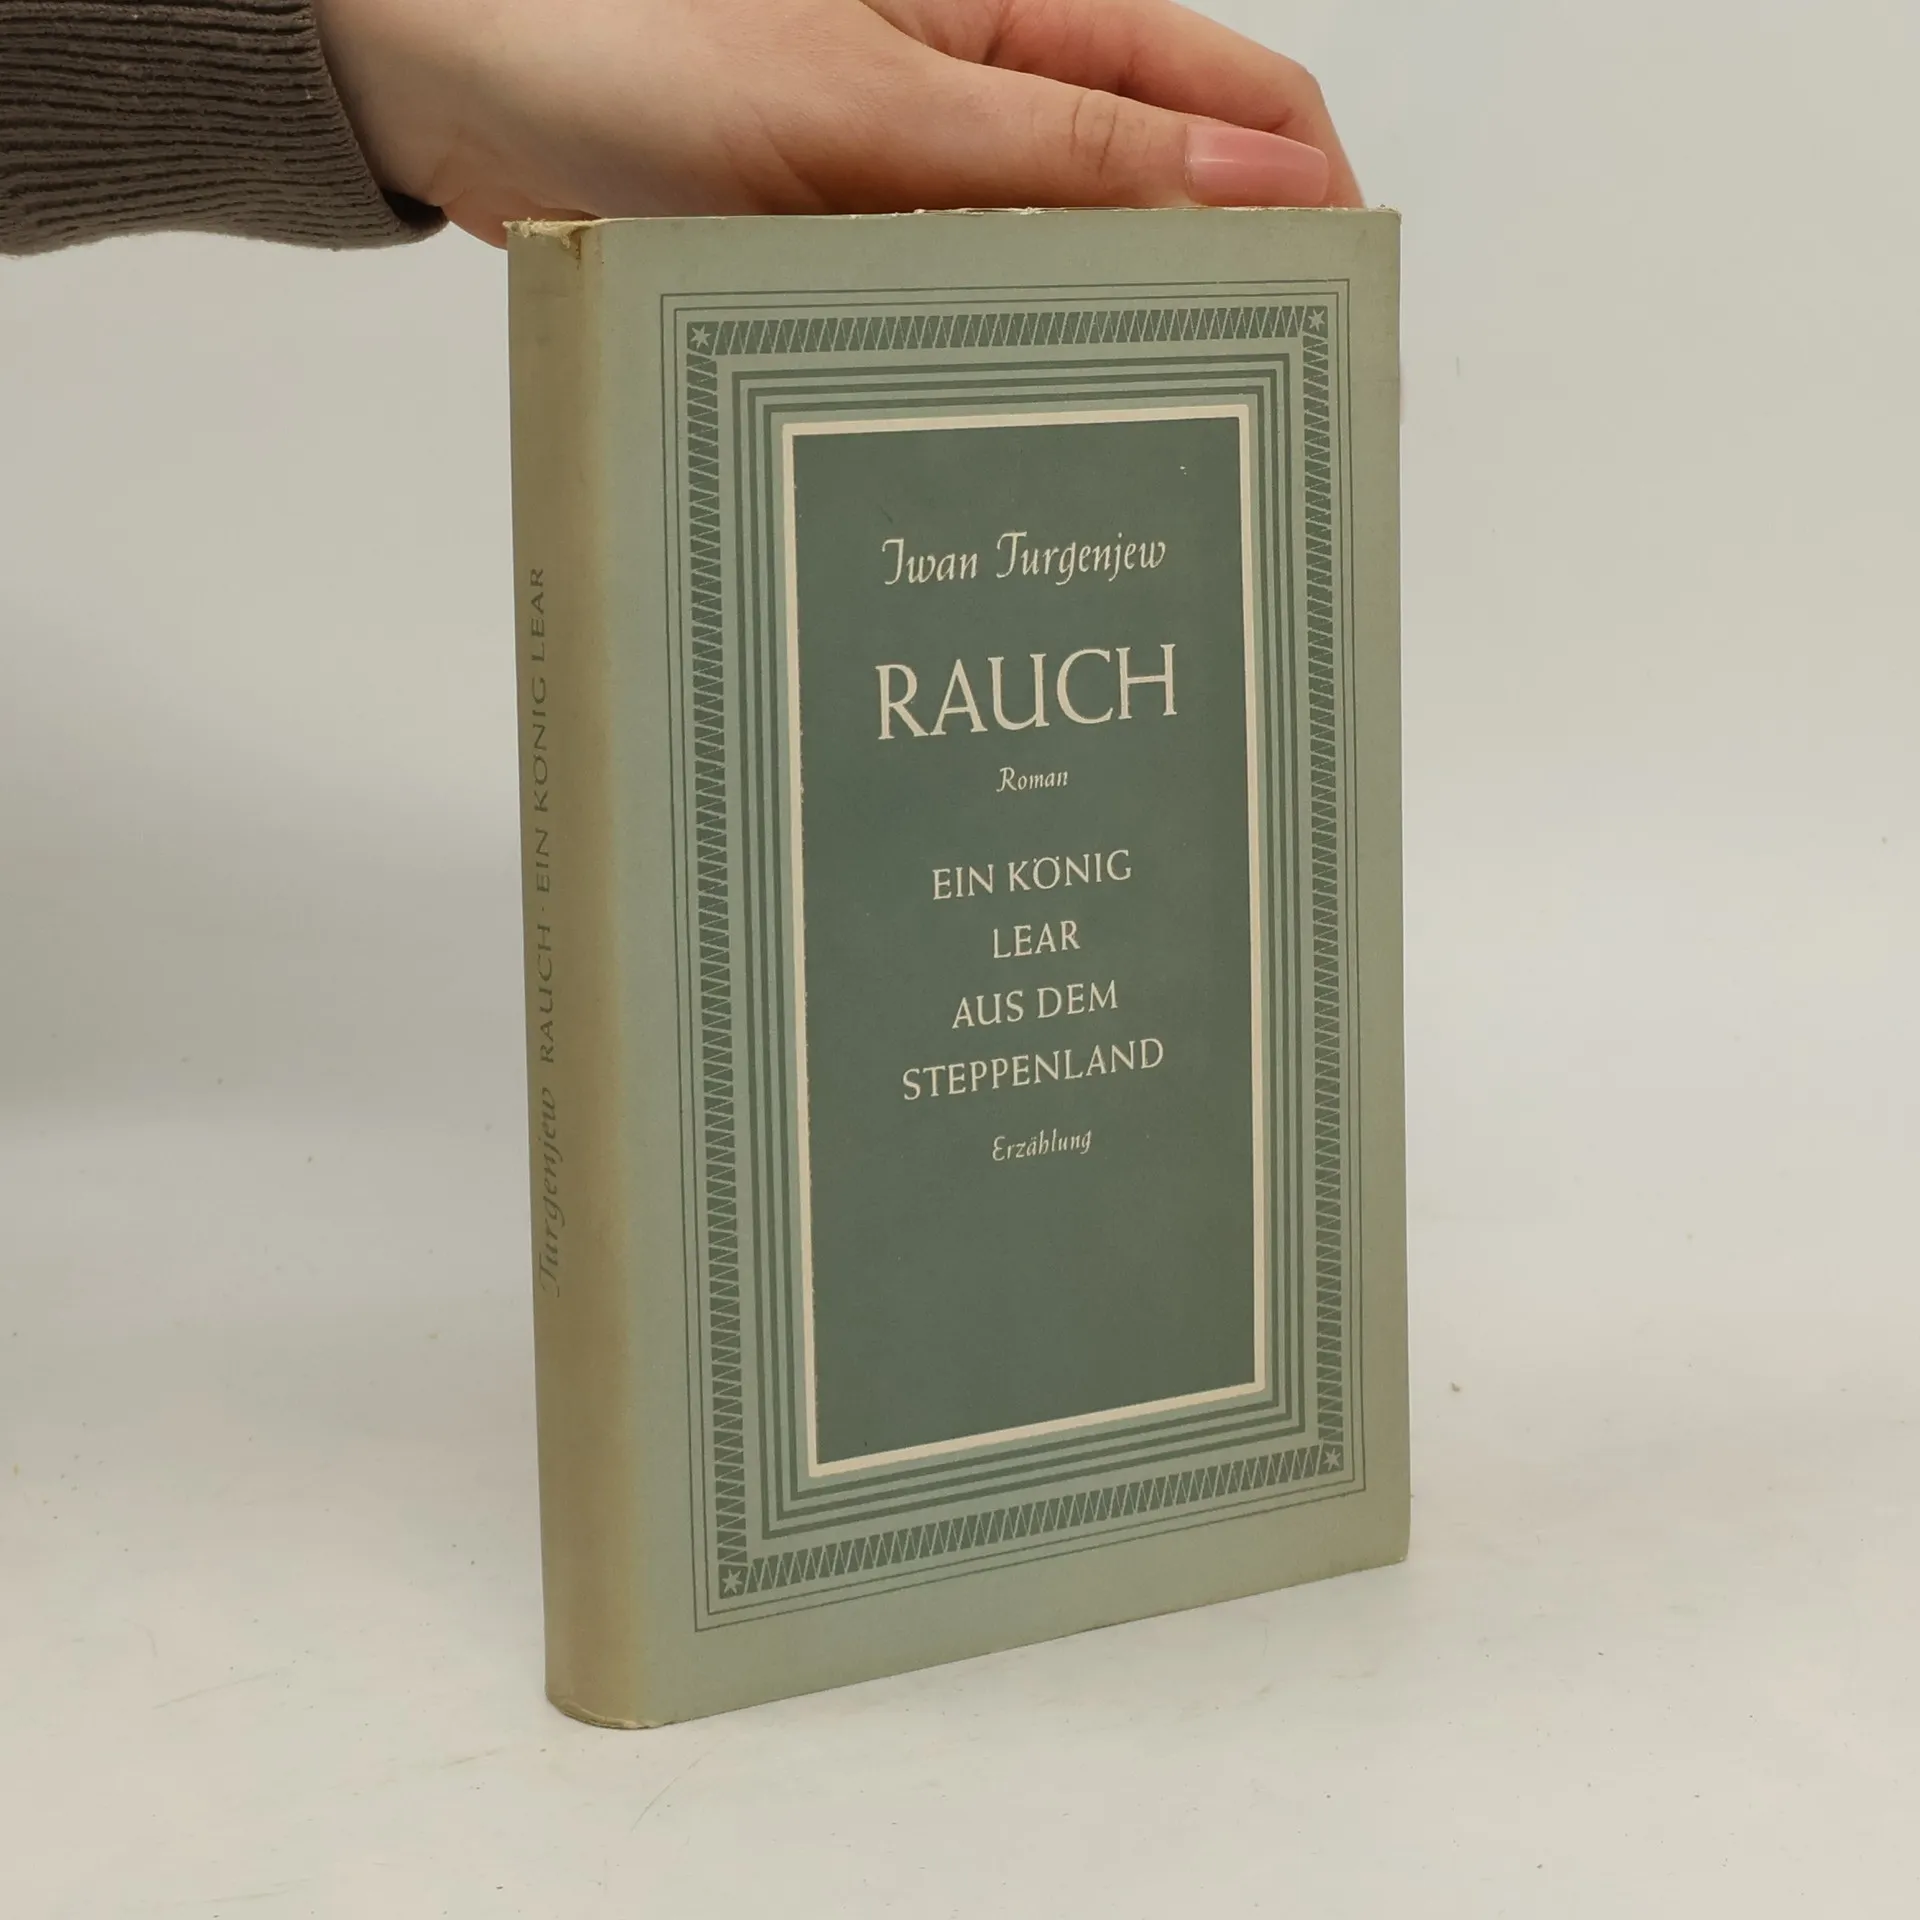 Iwan Turgenjew
RAUCH
Roman
EIN KÖNIG
LEAR
AUS DEM
STEPPENLAND
Erzählung
Turgenjew RAUCH · EIN KÖNIG LEAR